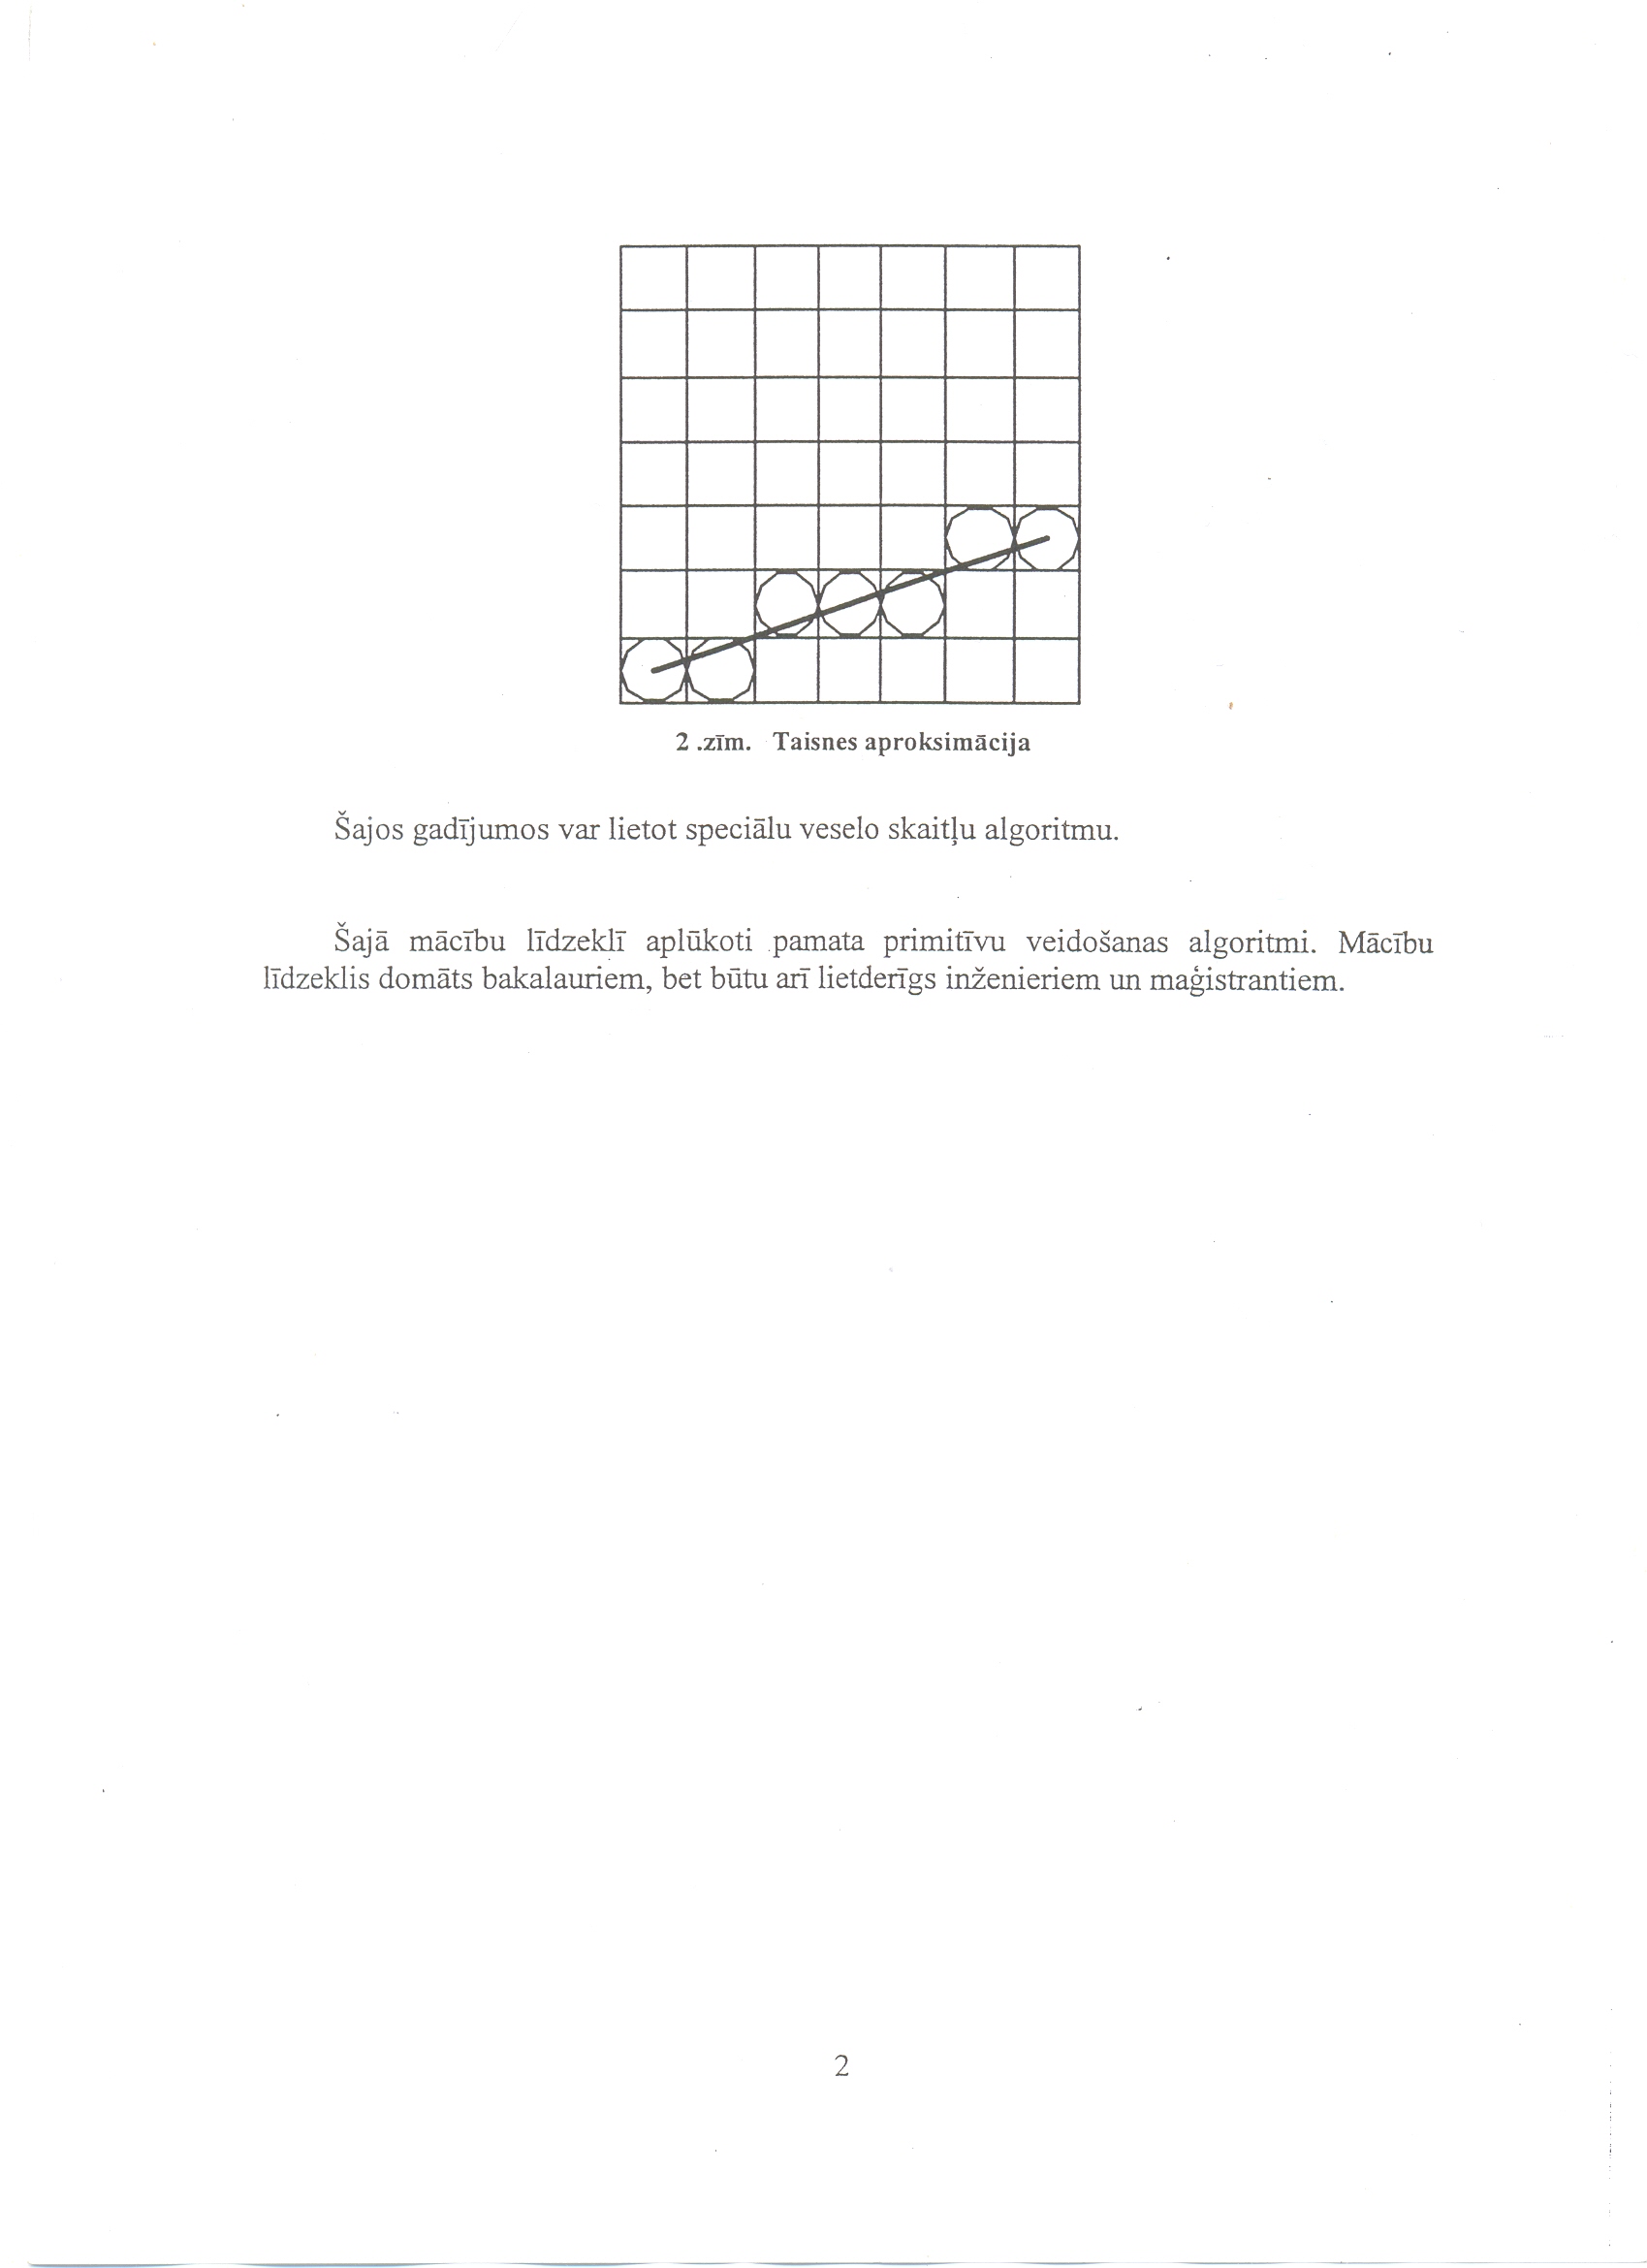 2 .zīm. Taisnes aproksimācija
Šajos gadījumos var lietot speciālu veselo skaitļu algoritmu.
Šajā mācību līdzeklī aplūkoti pamata primitīvu veidošanas algoritmi. Mācību
līdzeklis domāts bakalauriem, bet būtu arī lietderīgs inženieriem un maģistrantiem.
2